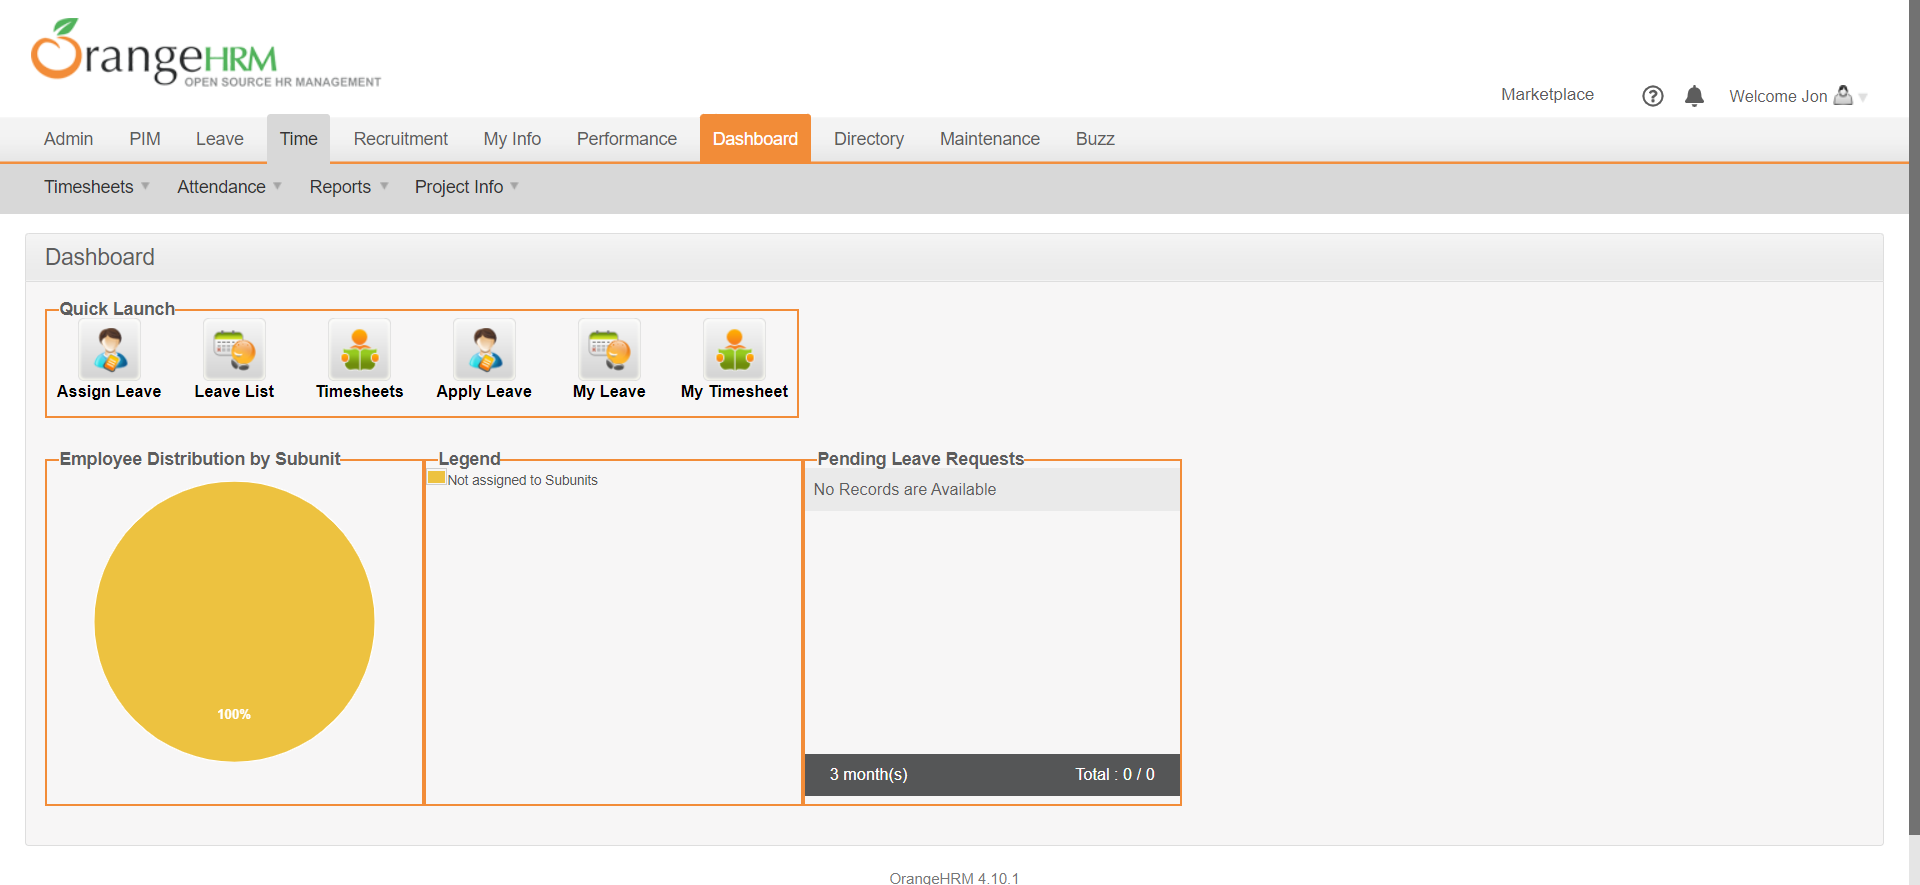 OrangeHRM
OPEN SOURCE HR MANAGEMENT
Marketplace
Welcome Jon
Admin PIM Leave Time Recruitment My Info Performance Dashboard Directory Maintenance Buzz
Timesheets Attendance Reports Project Info
Dashboard
Quick Launch
Assign Leave Leave List Timesheets Apply Leave My Leave My Timesheet
Employee Distribution by Subunit
100%
Legend
Not assigned to Subunits
Pending Leave Requests
No Records are Available
3 month(s) Total : 0 / 0
OrangeHRM 4.10.1